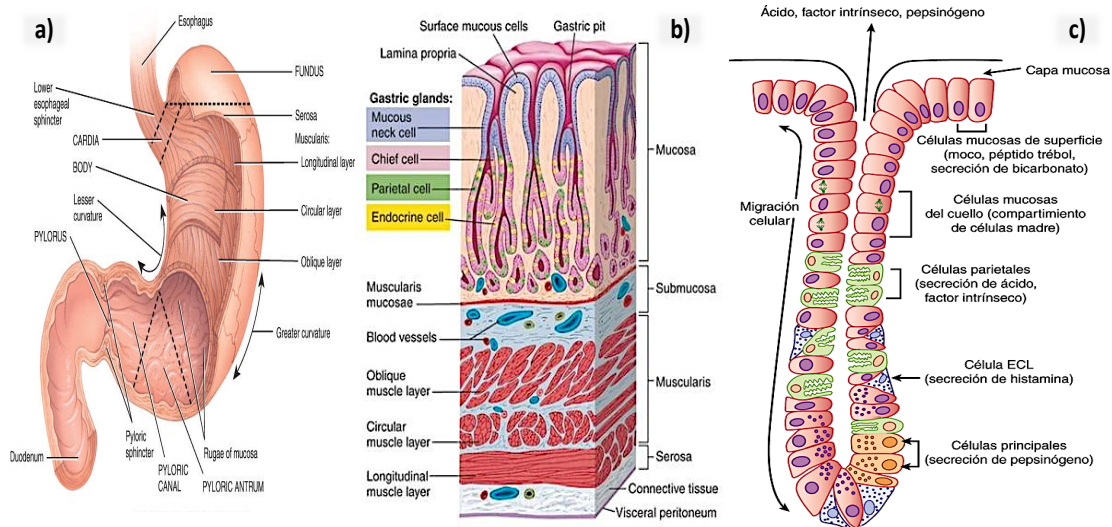 a)
Esophagus
FUNDUS
Lower
esophageal
sphincter
Serosa
Muscularis:
CARDIA
Longitudinal layer
BODY
Lesser
curvature
Circular layer
PYLORUS
Oblique layer
Greater curvature
Duodenum
Pyloric
sphincter
PYLORIC
CANAL
Rugae of mucosa
PYLORIC ANTRUM
b)
Surface mucous cells
Gastric pit
Lamina propria
Gastric glands:
Mucous
neck cell
Chief cell
Parietal cell
Endocrine cell
Mucosa
Submucosa
Muscularis
mucosae
Blood vessels
Oblique
muscle layer
Muscularis
Circular
muscle layer
Serosa
Longitudinal
muscle layer
Connective tissue
Visceral peritoneum
c)
Ácido, factor intrínseco, pepsinógeno
Capa mucosa
Células mucosas de superficie
(moco, péptido trébol,
secreción de bicarbonato)
Migración
celular
Células mucosas
del cuello (compartimiento
de células madre)
Células parietales
(secreción de ácido,
factor intrínseco)
Célula ECL
(secreción de histamina)
Células principales
(secreción de pepsinógeno)